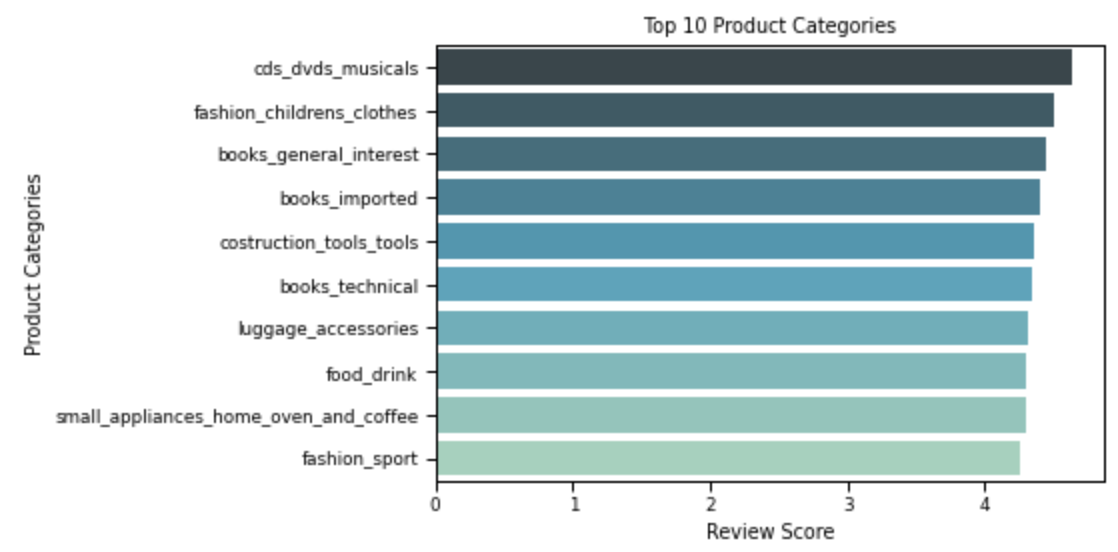 Top 10 Product Categories
Product Categories
cds_dvds_musicals
fashion_childrens_clothes
books_general_interest
books_imported
costruction_tools_tools
books_technical
luggage_accessories
food_drink
small_appliances_home_oven_and_coffee
fashion_sport
0 1 2 3 4
Review Score